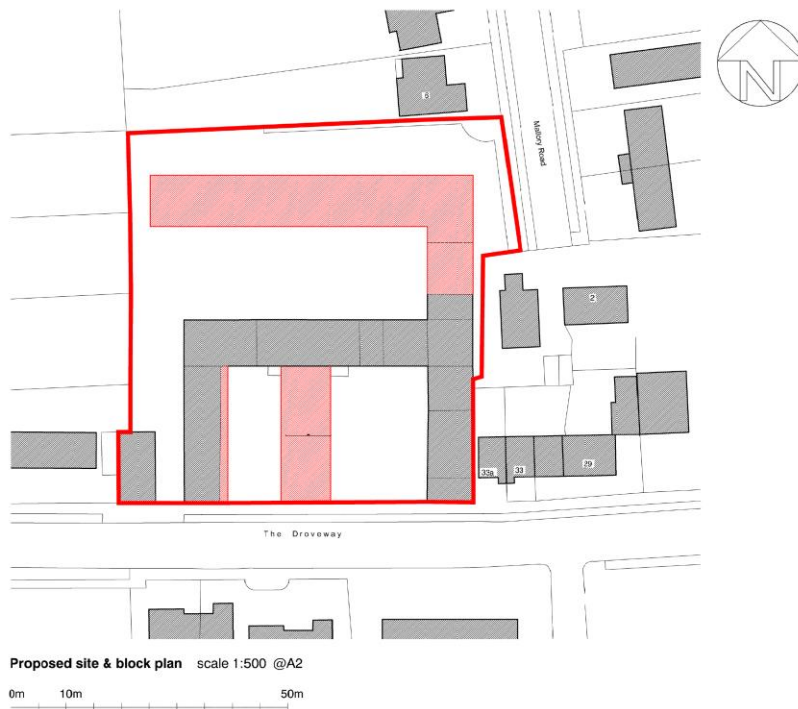 N
5
Mallory Road
2
33a
33
29
The Droveway
Proposed site & block plan scale 1:500 @A2
0m 10m 50m